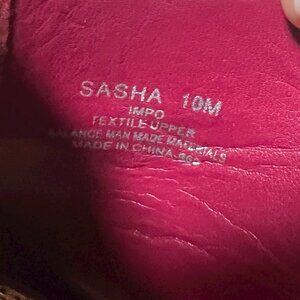 SASHA 10M
IMPO
TEXTILE UPPER
BALANCE MAN MADE MATERIALS
MADE IN CHINA